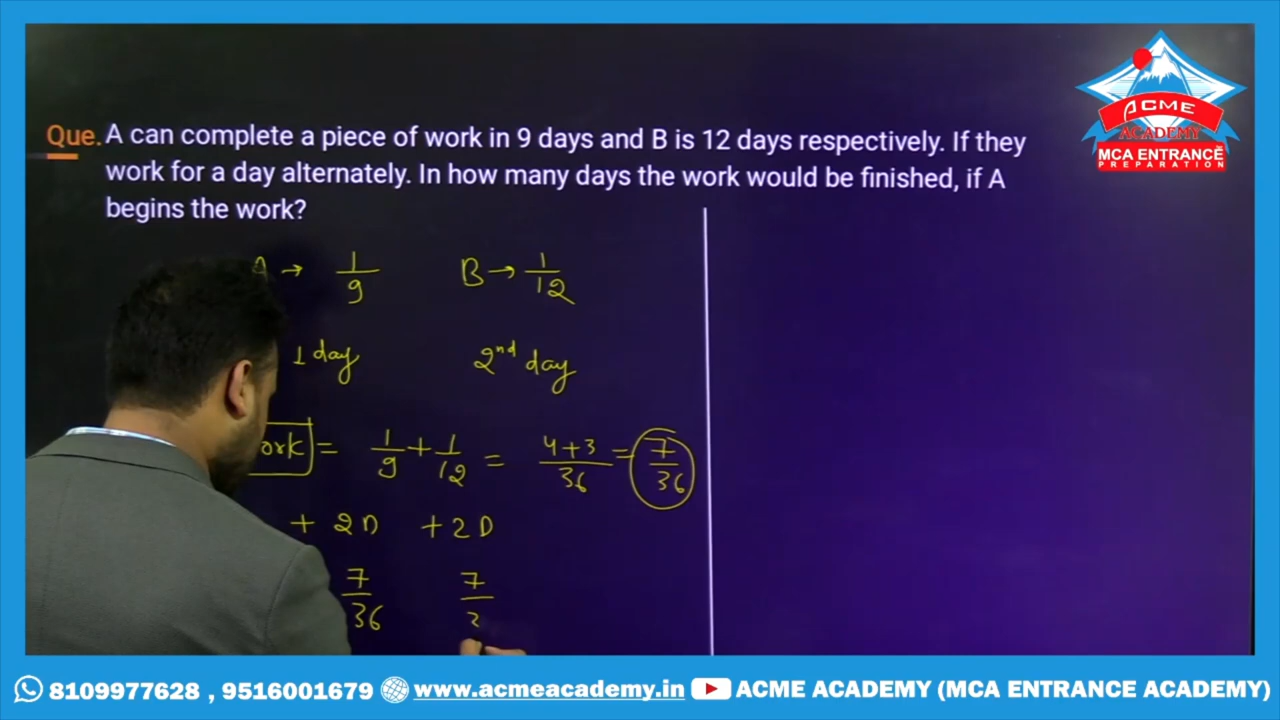 ACME
ACADEMY
MCA ENTRANCE
PREPARATION
Que. A can complete a piece of work in 9 days and B is 12 days respectively. If they
work for a day alternately. In how many days the work would be finished, if A
begins the work?
A → 1/9 B → 1/12
1 day 2nd day
= 1/9 + 1/12 = 4+3/36 = 7/36
+ 2D + 2D
7/36 7/3
8109977628 , 9516001679 www.acmeacademy.in ACME ACADEMY (MCA ENTRANCE ACADEMY)